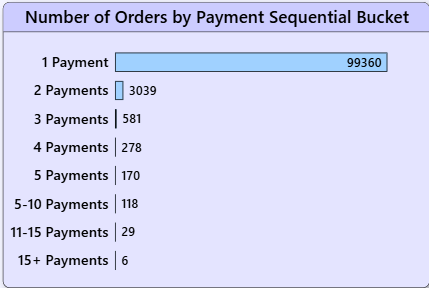 Number of Orders by Payment Sequential Bucket
1 Payment 99360
2 Payments 3039
3 Payments 581
4 Payments 278
5 Payments 170
5-10 Payments 118
11-15 Payments 29
15+ Payments 6